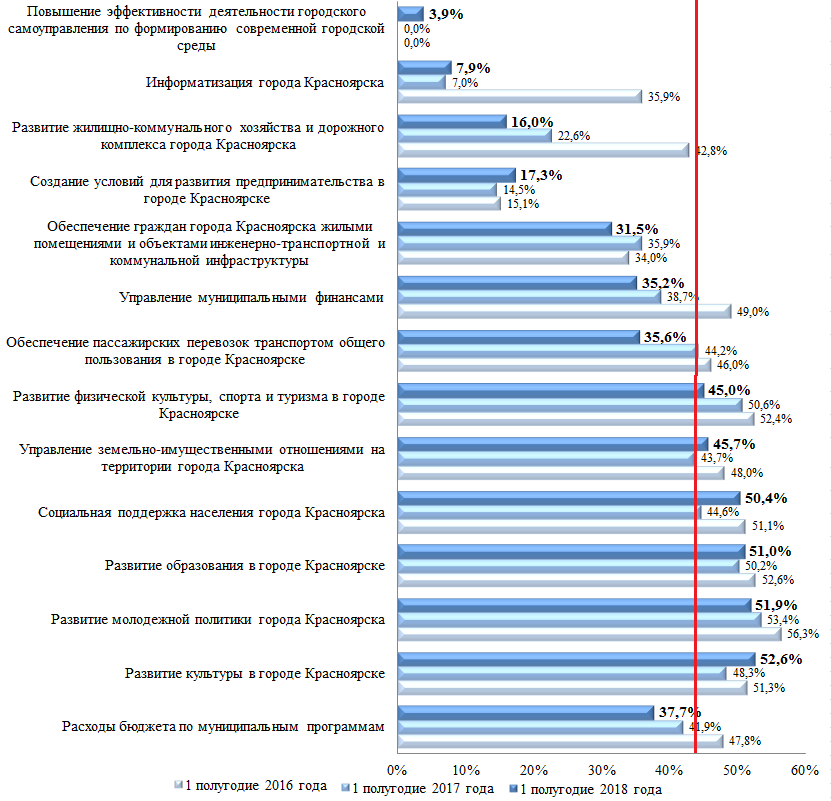 Повышение эффективности деятельности городского
самоуправления по формированию современной городской
среды
3,9%
0,0%
0,0%
Информатизация города Красноярска
7,9%
7,0%
35,9%
Развитие жилищно-коммунального хозяйства и дорожного
комплекса города Красноярска
16,0%
22,6%
42,8%
Создание условий для развития предпринимательства в
городе Красноярске
17,3%
14,5%
15,1%
Обеспечение граждан города Красноярска жилыми
помещениями и объектами инженерно-транспортной и
коммунальной инфраструктуры
31,5%
35,9%
34,0%
Управление муниципальными финансами
35,2%
38,7%
49,0%
Обеспечение пассажирских перевозок транспортом общего
пользования в городе Красноярске
35,6%
44,2%
46,0%
Развитие физической культуры, спорта и туризма в городе
Красноярске
45,0%
50,6%
52,4%
Управление земельно-имущественными отношениями на
территории города Красноярска
45,7%
43,7%
48,0%
Социальная поддержка населения города Красноярска
50,4%
44,6%
51,1%
Развитие образования в городе Красноярске
51,0%
50,2%
52,6%
Развитие молодежной политики города Красноярска
51,9%
53,4%
56,3%
Развитие культуры в городе Красноярске
52,6%
48,3%
51,3%
Расходы бюджета по муниципальным программам
37,7%
41,9%
47,8%
0% 10% 20% 30% 40% 50% 60%
1 полугодие 2016 года 1 полугодие 2017 года 1 полугодие 2018 года